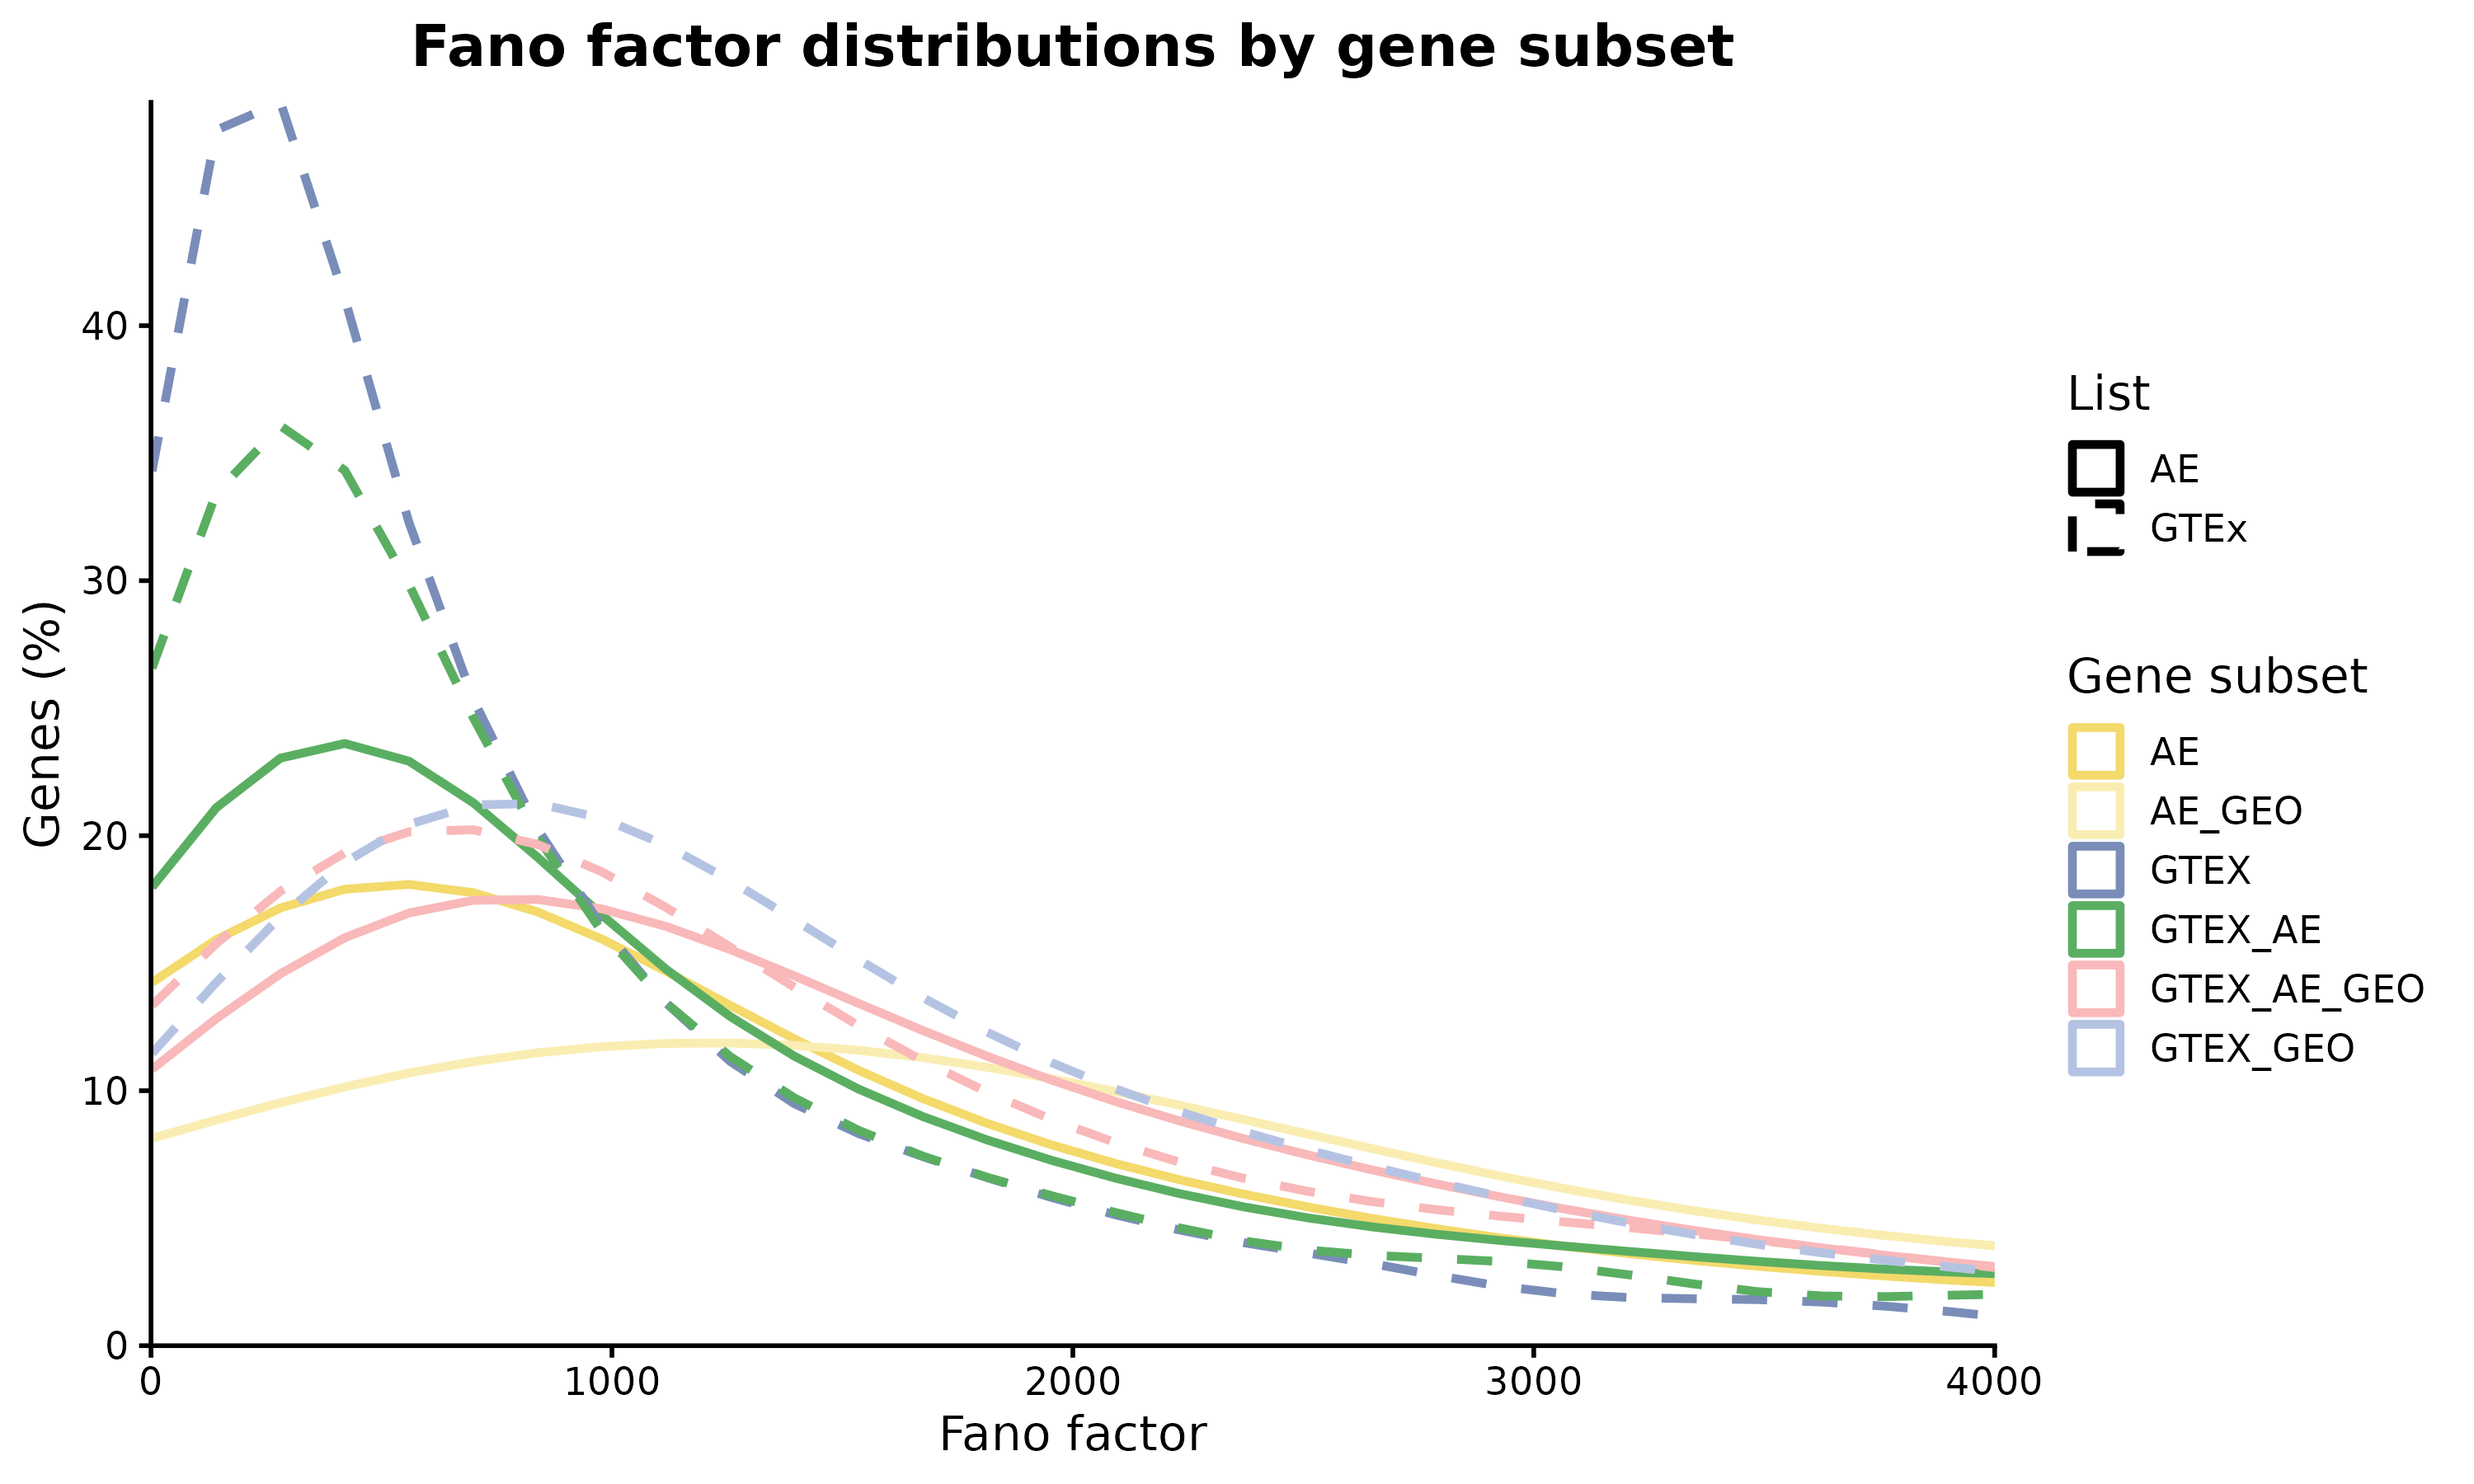 Fano factor distributions by gene subset
Genes (%)
40
30
20
10
0
0 1000 2000 3000 4000
Fano factor
List
AE
GTEx
Gene subset
AE
AE_GEO
GTEX
GTEX_AE
GTEX_AE_GEO
GTEX_GEO